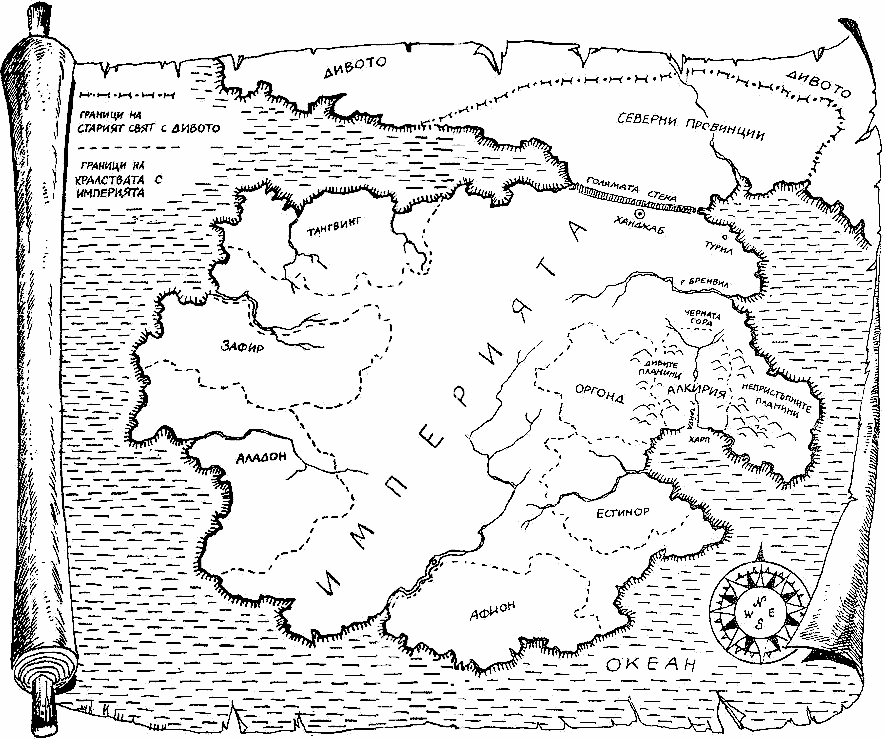 ДИВОТО
ДИВОТО
ГРАНИЦИ НА
СТАРИЯТ СВЯТ С ДИВОТО
ГРАНИЦИ НА
КРАЛСТВАТА С
ИМПЕРИЯТА
СЕВЕРНИ ПРОВИНЦИИ
ГОЛЯМАТА СТЕНА
ХАНДЖАБ
ТУРИЛ
ТАНГВИНГ
Г. БРЕНВИЛ
ЧЕРНАТА
ГОРА
ЗАФИР
ДИВИТЕ
ПЛАНИНИ
ОРГОНД
АЛКИРИЯ
НЕПРИСТЪПНИТЕ
ПЛАНИНИ
ХАРП
АЛАДОН
ИМПЕРИЯТА
ЕСТИНОР
АФИОН
ОКЕАН
N
W E
S